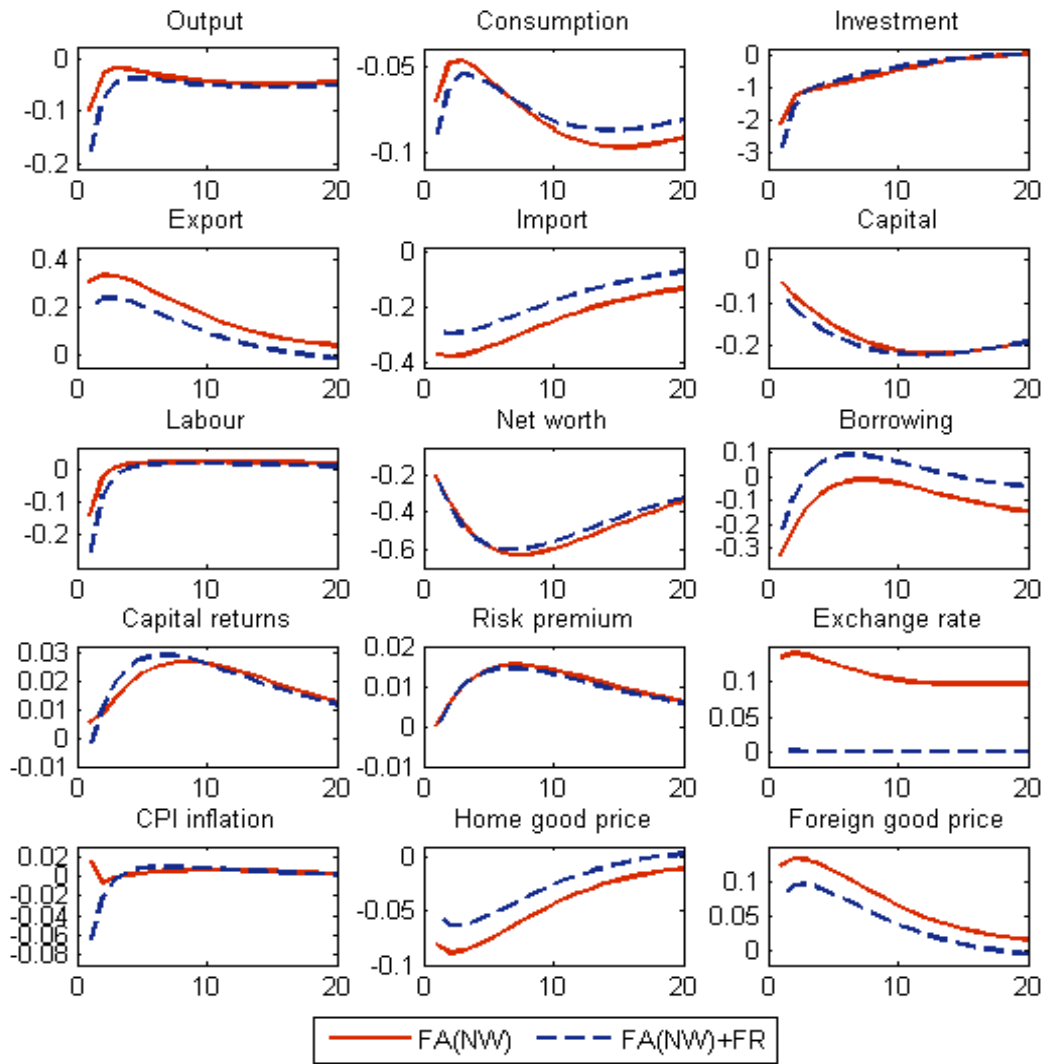 Output Consumption Investment
0 -0.1 -0.2 0 10 20
-0.05 -0.1 0 10 20
0 -1 -2 -3 0 10 20
Export Import Capital
0.4 0.2 0 0 10 20
0 -0.2 -0.4 0 10 20
0 -0.1 -0.2 0 10 20
Labour Net worth Borrowing
0 -0.1 -0.2 0 10 20
-0.2 -0.4 -0.6 0 10 20
0.1 0 -0.1 -0.2 -0.3 0 10 20
Capital returns Risk premium Exchange rate
0.03 0.02 0.01 0 -0.01 0 10 20
0.02 0.01 0 -0.01 0 10 20
0.1 0.05 0 0 10 20
CPI inflation Home good price Foreign good price
0.02 0 -0.02 -0.04 -0.06 -0.08 0 10 20
0 -0.05 -0.1 0 10 20
0.1 0.05 0 0 10 20
FA(NW) FA(NW)+FR